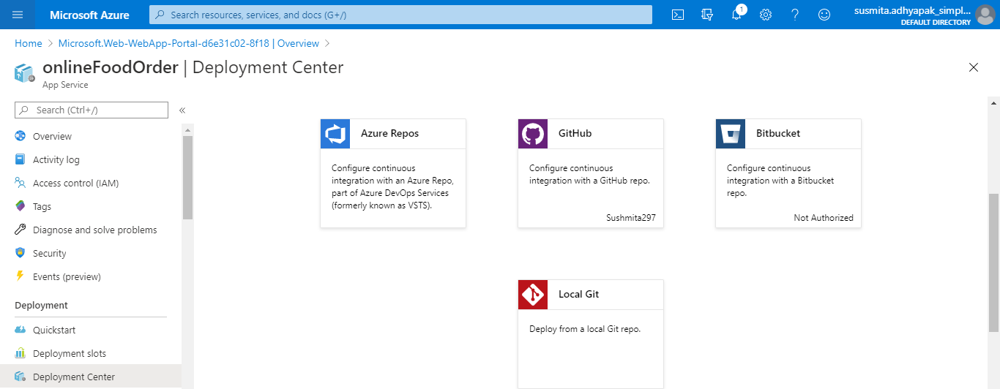 Microsoft Azure
Search resources, services, and docs (G+/)
1
susmita.adhyapak_simpl...
DEFAULT DIRECTORY
Home > Microsoft.Web-WebApp-Portal-d6e31c02-8f18 | Overview >
onlineFoodOrder | Deployment Center
App Service
Search (Ctrl+/)
«
Overview
Activity log
Access control (IAM)
Tags
Diagnose and solve problems
Security
Events (preview)
Deployment
Quickstart
Deployment slots
Deployment Center
Azure Repos
Configure continuous
integration with an Azure Repo,
part of Azure DevOps Services
(formerly known as VSTS).
GitHub
Configure continuous
integration with a GitHub repo.
Sushmita297
Bitbucket
Configure continuous
integration with a Bitbucket
repo.
Not Authorized
Local Git
Deploy from a local Git repo.